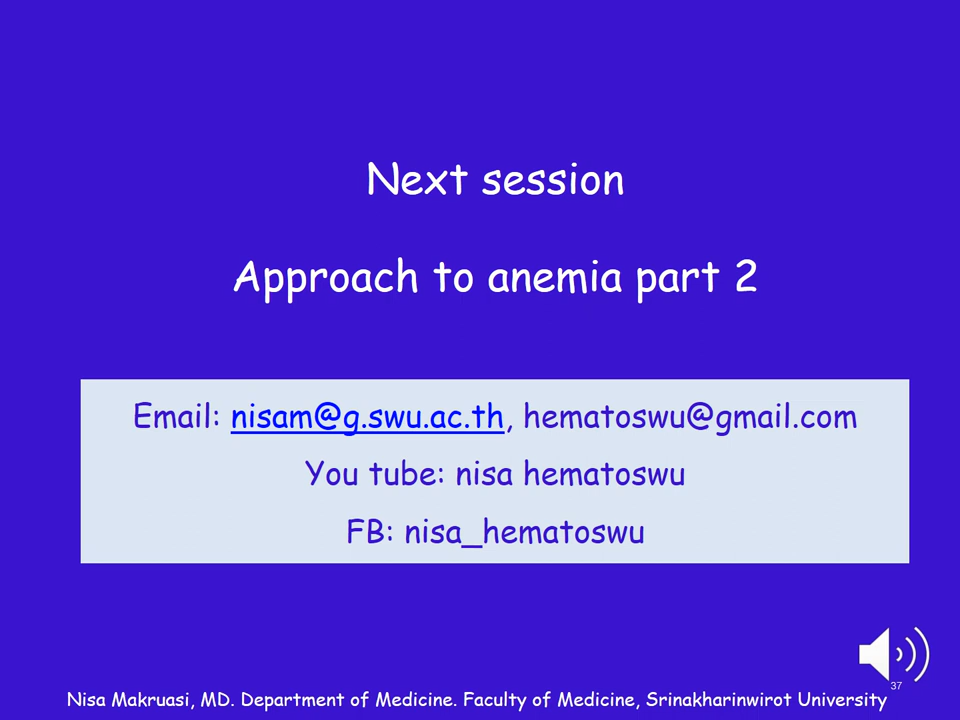 Next session
Approach to anemia part 2
Email: nisam@g.swu.ac.th, hematoswu@gmail.com
You tube: nisa hematoswu
FB: nisa_hematoswu
37
Nisa Makruasi, MD. Department of Medicine. Faculty of Medicine, Srinakharinwirot University